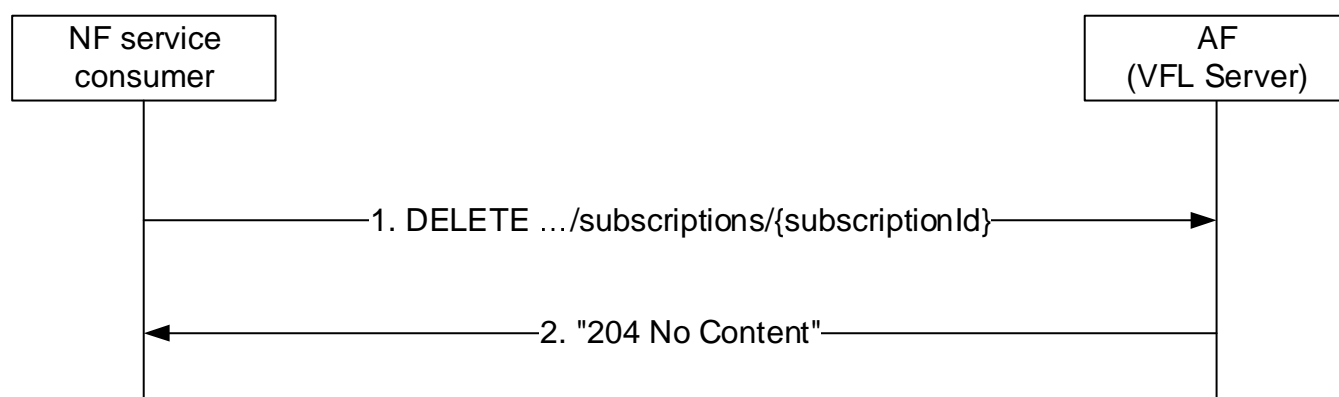 NF service
consumer
AF
(VFL Server)
1. DELETE …/subscriptions/{subscriptionId}
2. "204 No Content"